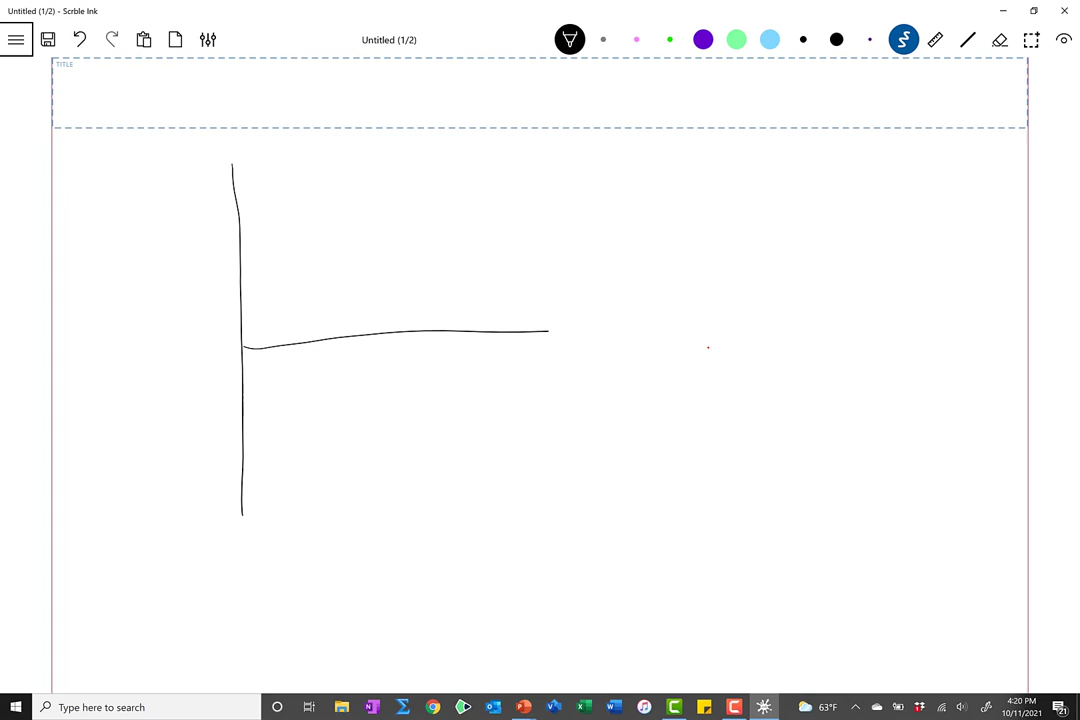 Untitled (1/2) - Scrble Ink
Untitled (1/2)
TITLE
Type here to search
63°F
4:20 PM
10/11/2021
21